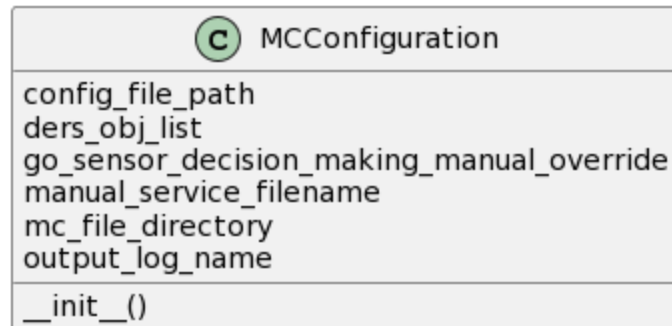 C MCConfiguration
config_file_path
ders_obj_list
go_sensor_decision_making_manual_override
manual_service_filename
mc_file_directory
output_log_name
__init__()